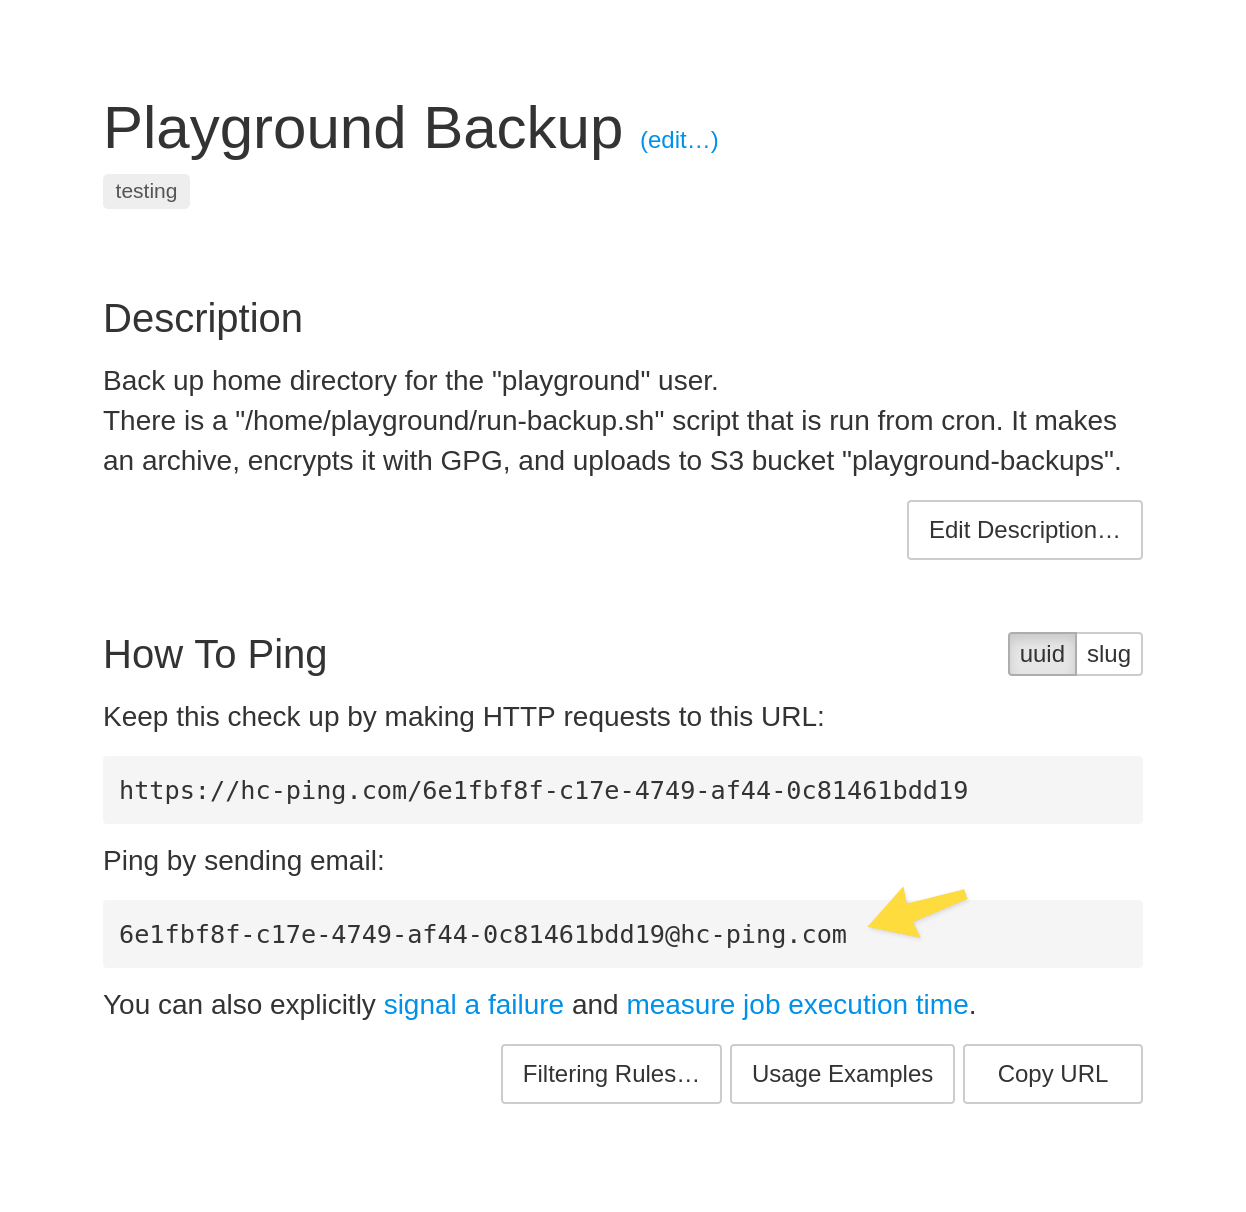 Playground Backup (edit…)
testing
Description
Back up home directory for the "playground" user.
There is a "/home/playground/run-backup.sh" script that is run from cron. It makes
an archive, encrypts it with GPG, and uploads to S3 bucket "playground-backups".
Edit Description…
How To Ping uuid slug
Keep this check up by making HTTP requests to this URL:
https://hc-ping.com/6e1fbf8f-c17e-4749-af44-0c81461bdd19
Ping by sending email:
6e1fbf8f-c17e-4749-af44-0c81461bdd19@hc-ping.com
You can also explicitly signal a failure and measure job execution time.
Filtering Rules… Usage Examples Copy URL